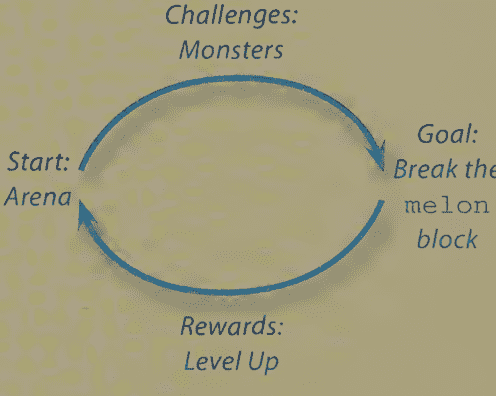 Challenges:
Monsters
Start:
Arena
Goal:
Break the
melon
block
Rewards:
Level Up